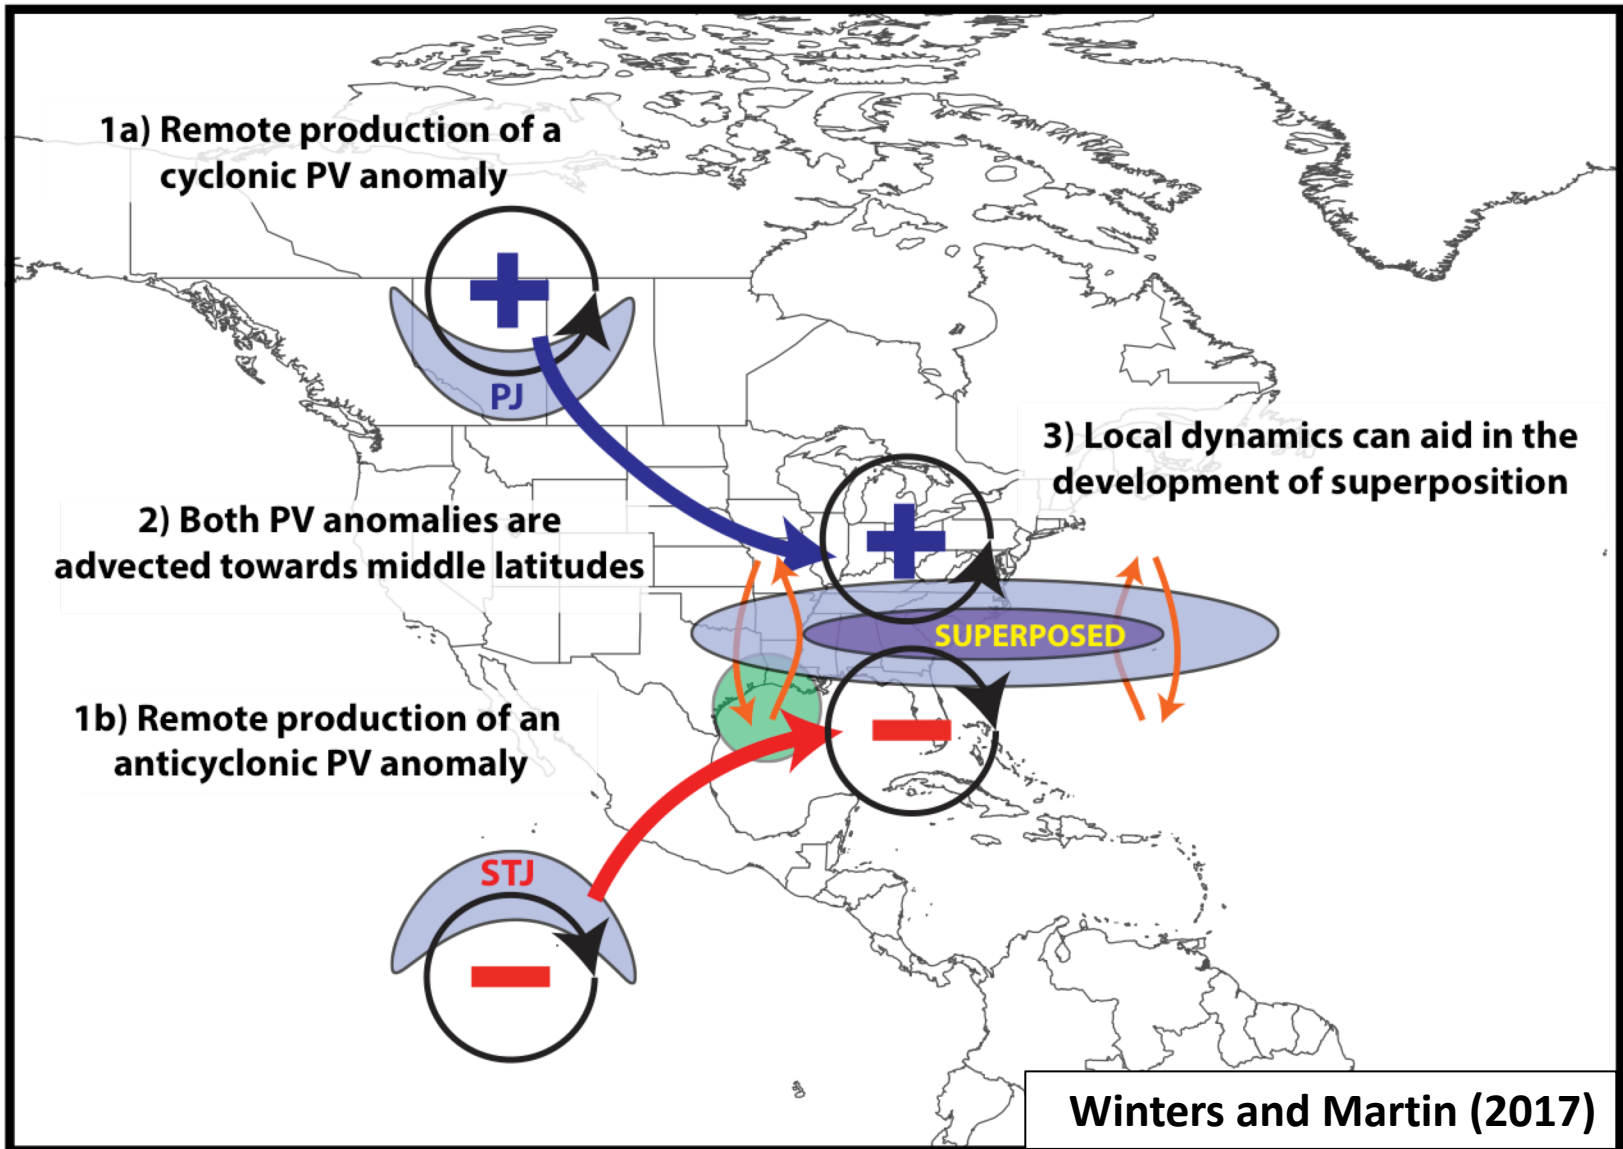 1a) Remote production of a
cyclonic PV anomaly
PJ
3) Local dynamics can aid in the
development of superposition
2) Both PV anomalies are
advected towards middle latitudes
SUPERPOSED
1b) Remote production of an
anticyclonic PV anomaly
STJ
Winters and Martin (2017)